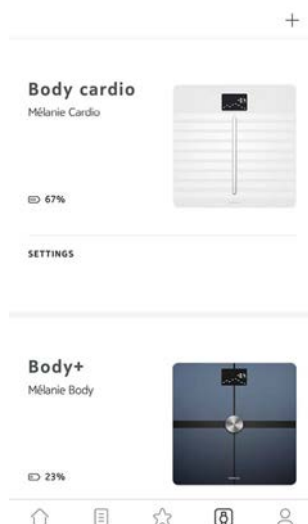 Body cardio
Mélanie Cardio
67%
SETTINGS
Body+
Mélanie Body
23%